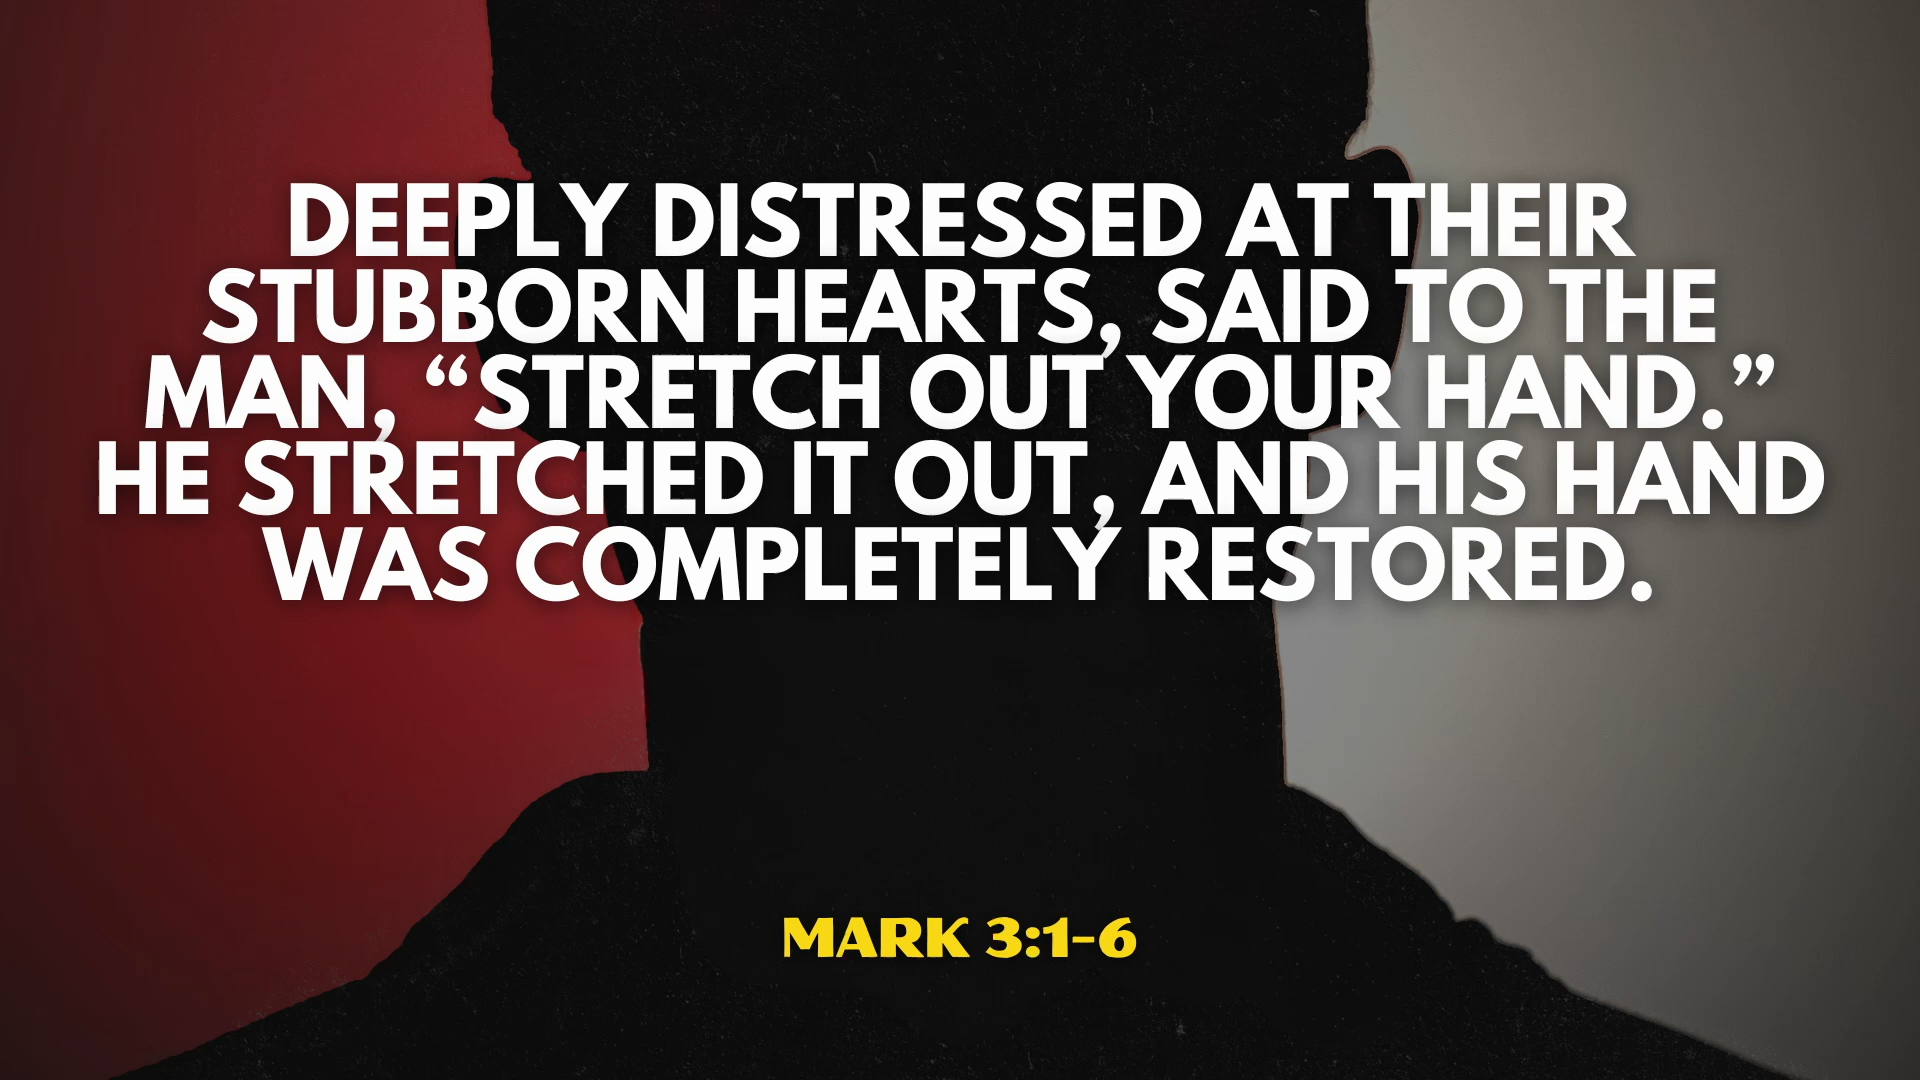 DEEPLY DISTRESSED AT THEIR
STUBBORN HEARTS, SAID TO THE
MAN, “STRETCH OUT YOUR HAND.”
HE STRETCHED IT OUT, AND HIS HAND
WAS COMPLETELY RESTORED.
MARK 3:1-6